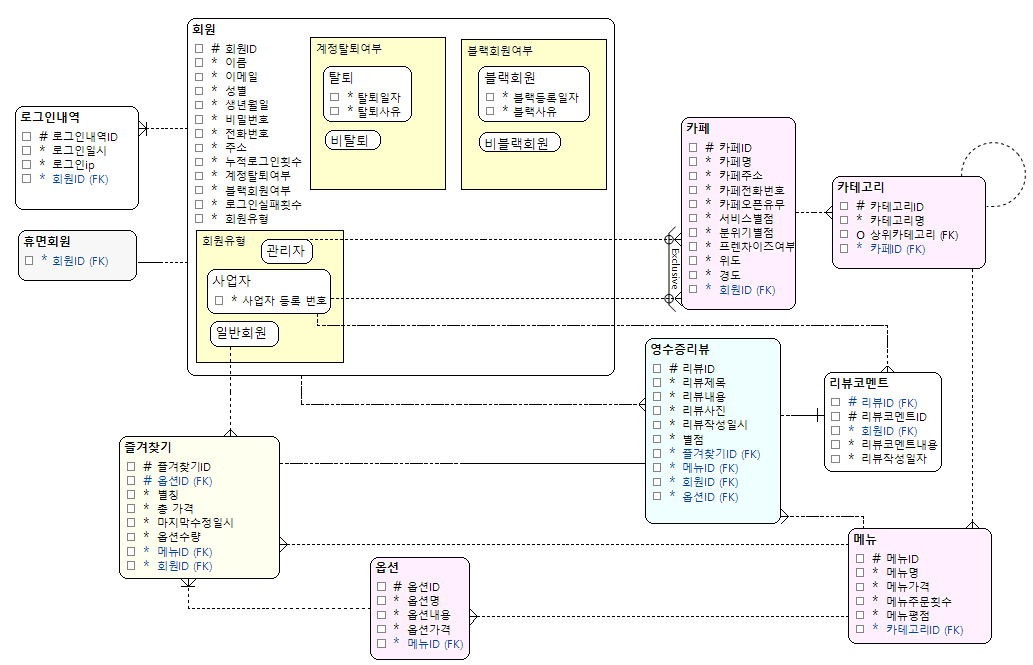 회원
# 회원ID
* 이름
* 이메일
* 성별
* 생년월일
* 비밀번호
* 전화번호
* 주소
* 누적로그인횟수
* 계정탈퇴여부
* 블랙회원여부
* 로그인실패횟수
* 회원유형
계정탈퇴여부
탈퇴
* 탈퇴일자
* 탈퇴사유
비탈퇴
블랙회원여부
블랙회원
* 블랙등록일자
* 블랙사유
비블랙회원
회원유형
관리자
사업자
* 사업자 등록 번호
일반회원
로그인내역
# 로그인내역ID
* 로그인일시
* 로그인ip
* 회원ID (FK)
휴면회원
* 회원ID (FK)
Exclusive
카페
# 카페ID
* 카페명
* 카페주소
* 카페전화번호
* 카페오픈유무
* 서비스별점
* 분위기별점
* 프렌차이즈여부
* 위도
* 경도
* 회원ID (FK)
카테고리
# 카테고리ID
* 카테고리명
O 상위카테고리 (FK)
* 카페ID (FK)
영수증리뷰
# 리뷰ID
* 리뷰제목
* 리뷰내용
* 리뷰사진
* 리뷰작성일시
* 별점
* 즐겨찾기ID (FK)
* 메뉴ID (FK)
* 회원ID (FK)
* 옵션ID (FK)
리뷰코멘트
# 리뷰ID (FK)
# 리뷰코멘트ID
* 회원ID (FK)
* 리뷰코멘트내용
* 리뷰작성일자
즐겨찾기
# 즐겨찾기ID
# 옵션ID (FK)
* 별칭
* 총 가격
* 마지막수정일시
* 옵션수량
* 메뉴ID (FK)
* 회원ID (FK)
옵션
# 옵션ID
* 옵션명
* 옵션내용
* 옵션가격
* 메뉴ID (FK)
메뉴
# 메뉴ID
* 메뉴명
* 메뉴가격
* 메뉴주문횟수
* 메뉴평점
* 카테고리ID (FK)